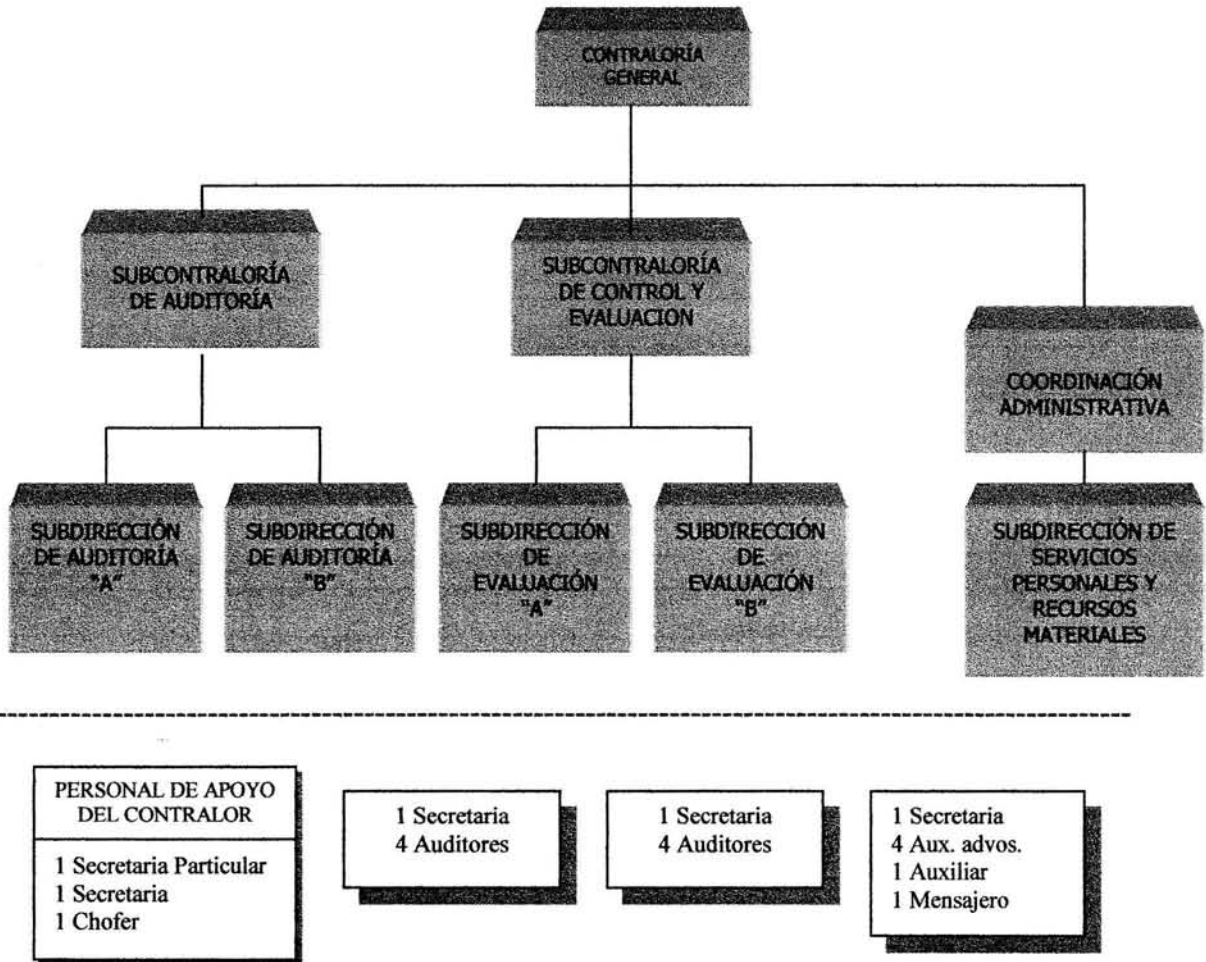 CONTRALORÍA
GENERAL
SUBCONTRALORÍA
DE AUDITORÍA
SUBCONTRALORÍA
DE CONTROL Y
EVALUACION
COORDINACIÓN
ADMINISTRATIVA
SUBDIRECCIÓN
DE AUDITORÍA
"A"
SUBDIRECCIÓN
DE AUDITORÍA
"B"
SUBDIRECCIÓN
DE
EVALUACIÓN
"A"
SUBDIRECCIÓN
DE
EVALUACIÓN
"B"
SUBDIRECCIÓN DE
SERVICIOS
PERSONALES Y
RECURSOS
MATERIALES
PERSONAL DE APOYO
DEL CONTRALOR
1 Secretaria Particular
1 Secretaria
1 Chofer
1 Secretaria
4 Auditores
1 Secretaria
4 Auditores
1 Secretaria
4 Aux. advos.
1 Auxiliar
1 Mensajero